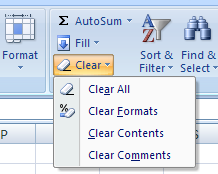 Σ AutoSum
Fill
Format
Clear
Sort &
Filter
Find &
Select
Clear All
Clear Formats
Clear Contents
Clear Comments
P
S